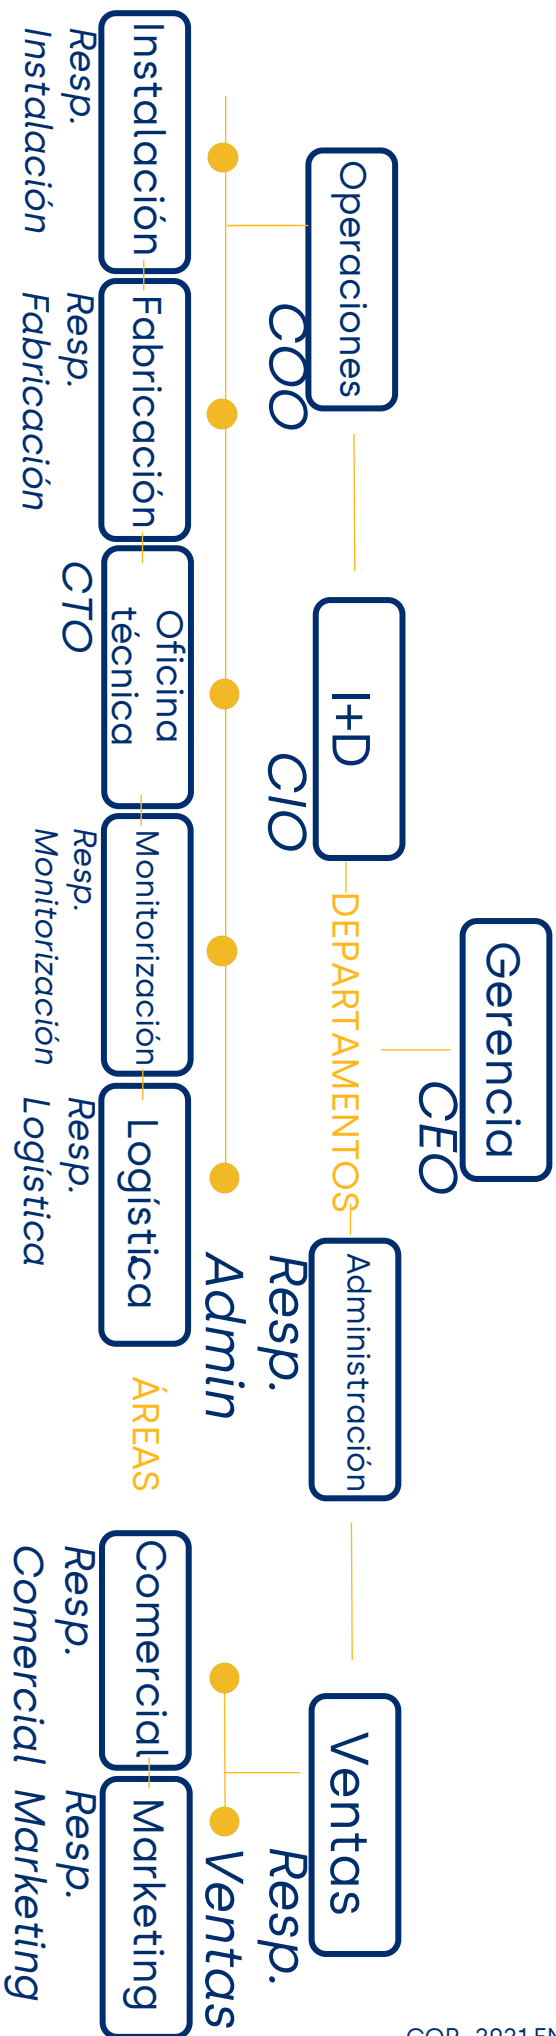 Gerencia
CEO
Operaciones
COO
I+D
CIO
DEPARTAMENTOS
Administración
Resp.
Admin
Ventas
Resp.
Ventas
Instalación
Resp.
Instalación
Fabricación
Resp.
Fabricación
Oficina
técnica
CTO
Monitorización
Resp.
Monitorización
Logística
Resp.
Logística
ÁREAS
Comercial
Resp.
Comercial
Marketing
Resp.
Marketing